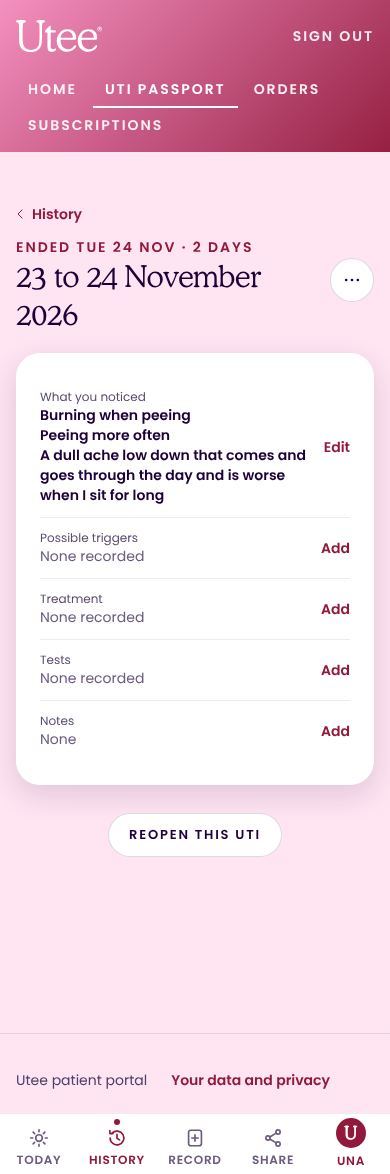 Utee®
SIGN OUT
HOME
UTI PASSPORT
ORDERS
SUBSCRIPTIONS
History
ENDED TUE 24 NOV · 2 DAYS
23 to 24 November
2026
What you noticed
Burning when peeing
Peeing more often
A dull ache low down that comes and
goes through the day and is worse
when I sit for long
Edit
Possible triggers
None recorded
Add
Treatment
None recorded
Add
Tests
None recorded
Add
Notes
None
Add
REOPEN THIS UTI
Utee patient portal
Your data and privacy
TODAY
HISTORY
RECORD
SHARE
U
UNA